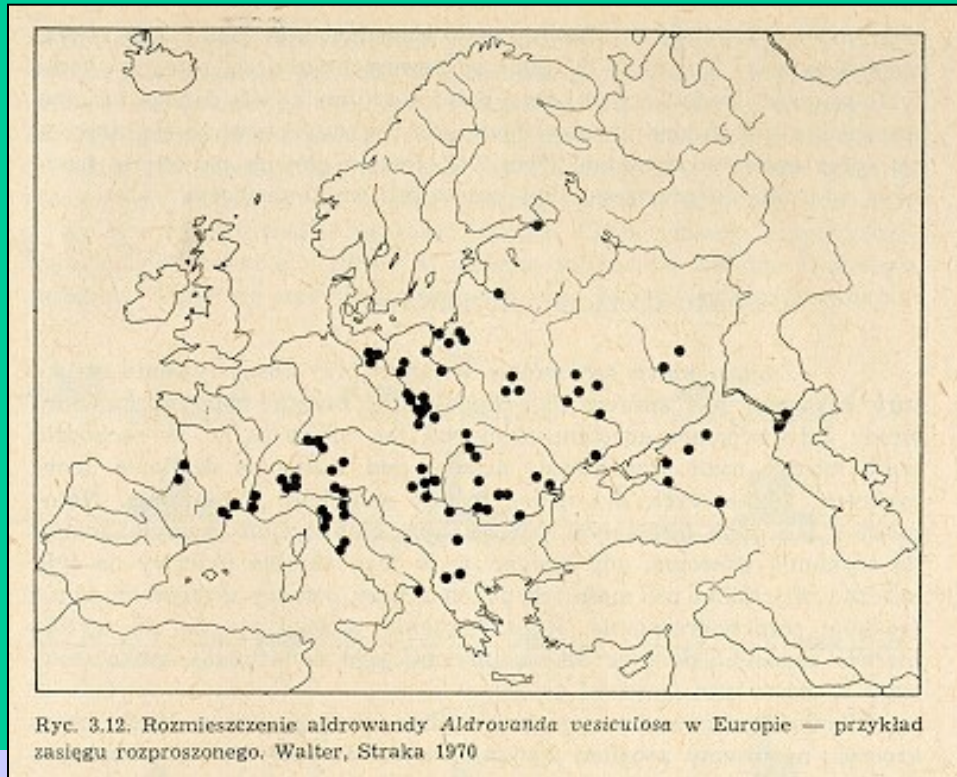 Ryc. 3.12. Rozmieszczenie aldrowandy Aldrovanda vesiculosa w Europie — przykład
zasięgu rozproszonego. Walter, Straka 1970